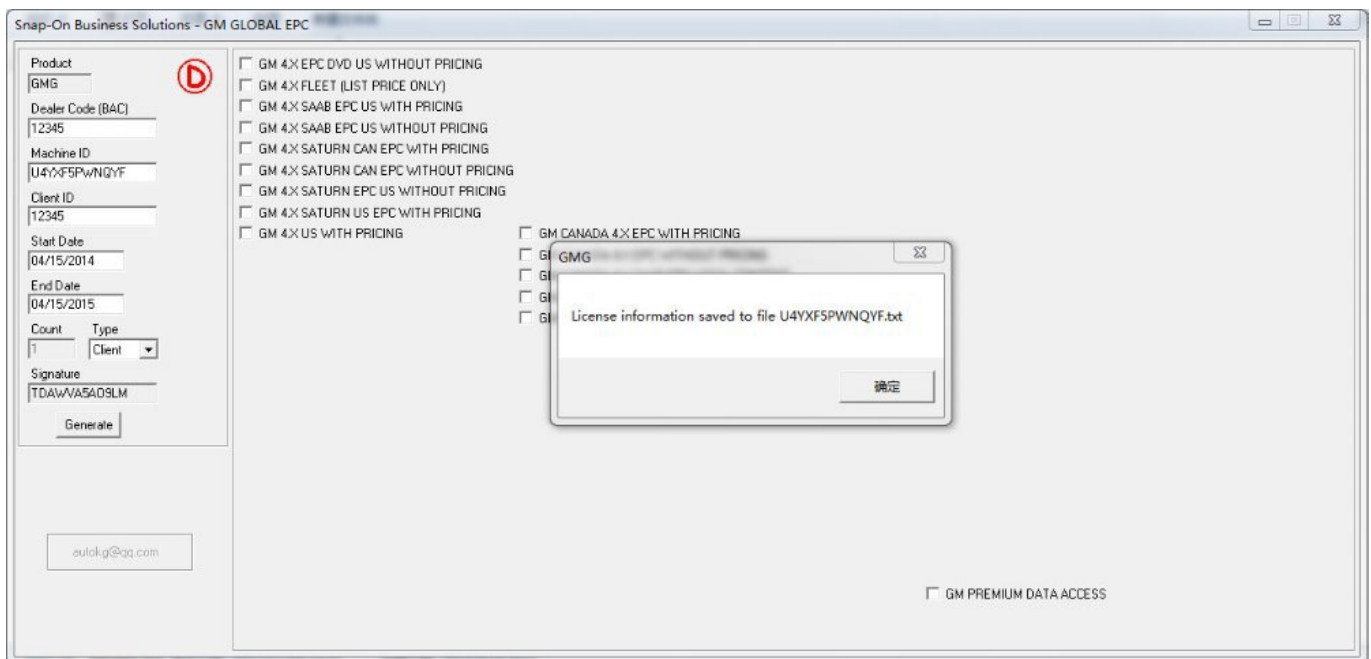 Snap-On Business Solutions - GM GLOBAL EPC
Product
GMG
D
Dealer Code (BAC)
12345
Machine ID
U4YXF5PWNQYF
Client ID
12345
Start Date
04/15/2014
End Date
04/15/2015
Count Type
1 Client
Signature
TDAWVA5AO9LM
Generate
autokg@qq.com
GM 4.X EPC DVD US WITHOUT PRICING
GM 4.X FLEET (LIST PRICE ONLY)
GM 4.X SAAB EPC US WITH PRICING
GM 4.X SAAB EPC US WITHOUT PRICING
GM 4.X SATURN CAN EPC WITH PRICING
GM 4.X SATURN CAN EPC WITHOUT PRICING
GM 4.X SATURN EPC US WITHOUT PRICING
GM 4.X SATURN US EPC WITH PRICING
GM 4.X US WITH PRICING
GM CANADA 4.X EPC WITH PRICING
GMG
License information saved to file U4YXF5PWNQYF.txt
确定
GM PREMIUM DATA ACCESS